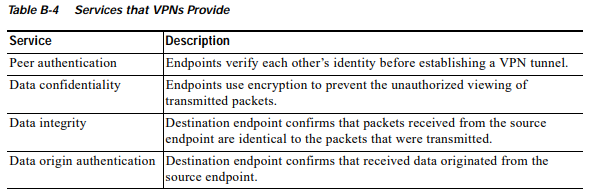 Table B-4 Services that VPNs Provide
Service Description
Peer authentication Endpoints verify each other's identity before establishing a VPN tunnel.
Data confidentiality Endpoints use encryption to prevent the unauthorized viewing of
transmitted packets.
Data integrity Destination endpoint confirms that packets received from the source
endpoint are identical to the packets that were transmitted.
Data origin authentication Destination endpoint confirms that received data originated from the
source endpoint.